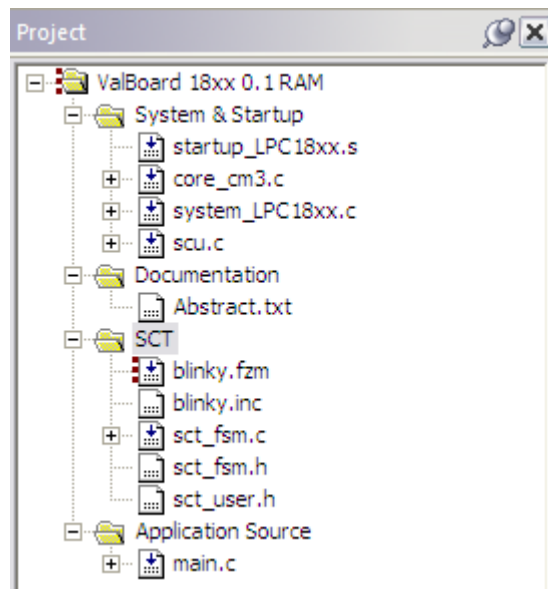 Project
ValBoard 18xx 0.1 RAM
System & Startup
startup_LPC18xx.s
core_cm3.c
system_LPC18xx.c
scu.c
Documentation
Abstract.txt
SCT
blinky.fzm
blinky.inc
sct_fsm.c
sct_fsm.h
sct_user.h
Application Source
main.c